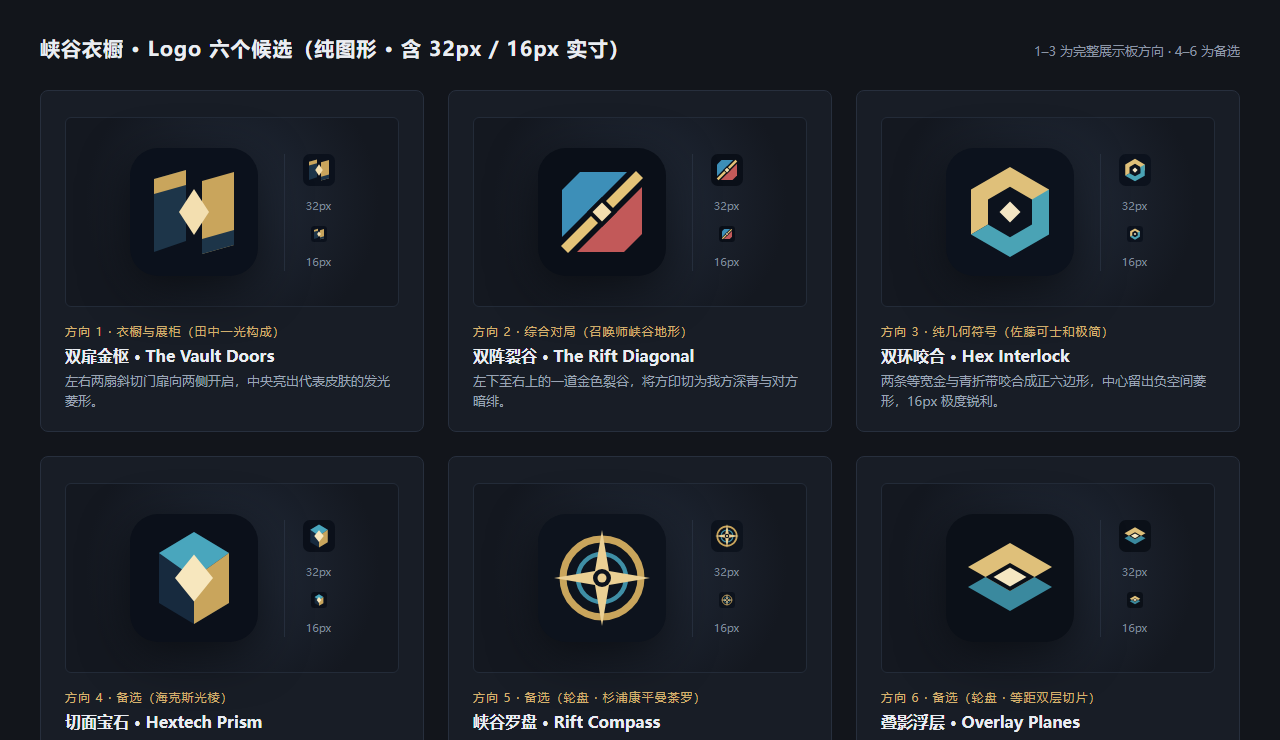 峡谷衣橱 • Logo 六个候选（纯图形 • 含 32px / 16px 实寸）
1–3 为完整展示板方向 · 4–6 为备选
32px
16px
32px
16px
32px
16px
方向 1 · 衣橱与展柜（田中一光构成）
双扉金枢 • The Vault Doors
左右两扇斜切门扉向两侧开启，中央亮出代表皮肤的发光
菱形。
方向 2 · 综合对局（召唤师峡谷地形）
双阵裂谷 • The Rift Diagonal
左下至右上的一道金色裂谷，将方印切为我方深青与对方
暗绯。
方向 3 · 纯几何符号（佐藤可士和极简）
双环咬合 • Hex Interlock
两条等宽金与青折带咬合成正六边形，中心留出负空间菱
形，16px 极度锐利。
32px
16px
32px
16px
32px
16px
方向 4 · 备选（海克斯光棱）
切面宝石 • Hextech Prism
方向 5 · 备选（轮盘 · 杉浦康平曼荼罗）
峡谷罗盘 • Rift Compass
方向 6 · 备选（轮盘 · 等距双层切片）
叠影浮层 • Overlay Planes